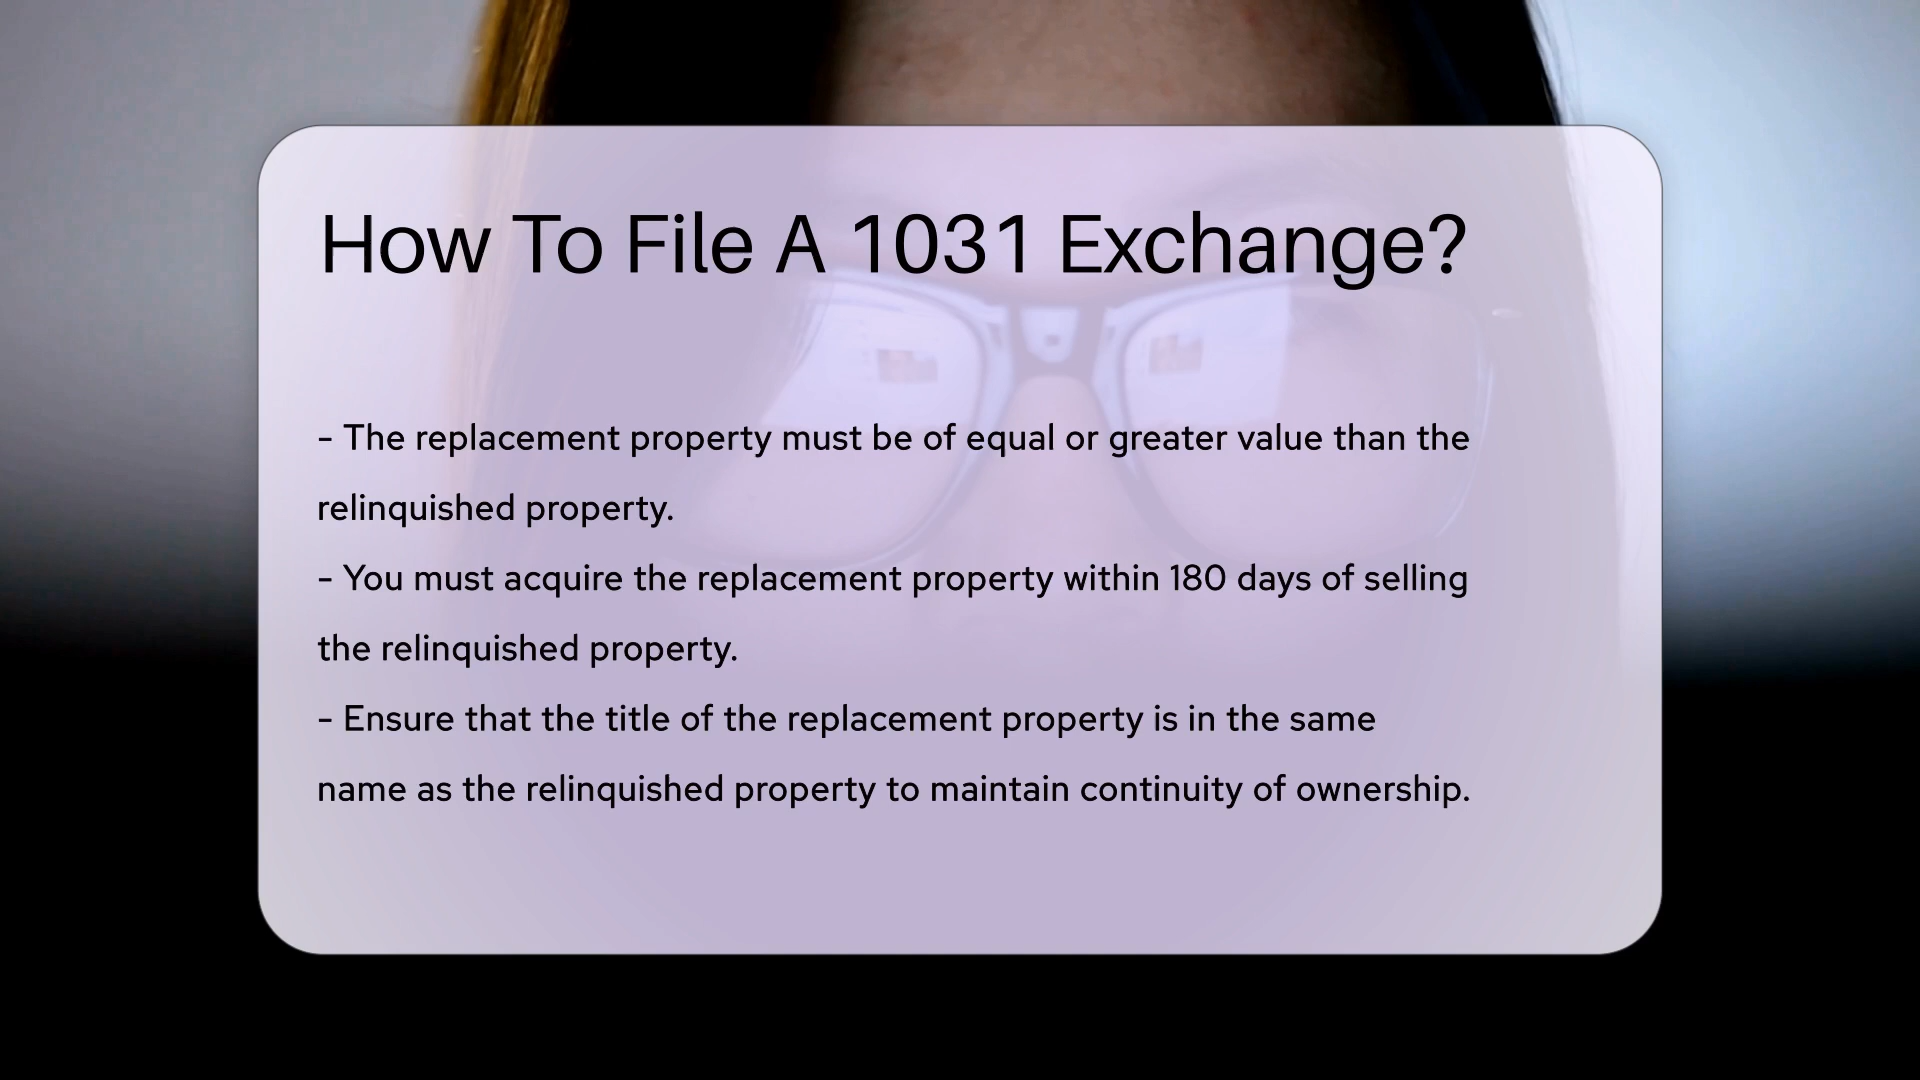 How To File A 1031 Exchange?
- The replacement property must be of equal or greater value than the
relinquished property.
- You must acquire the replacement property within 180 days of selling
the relinquished property.
- Ensure that the title of the replacement property is in the same
name as the relinquished property to maintain continuity of ownership.